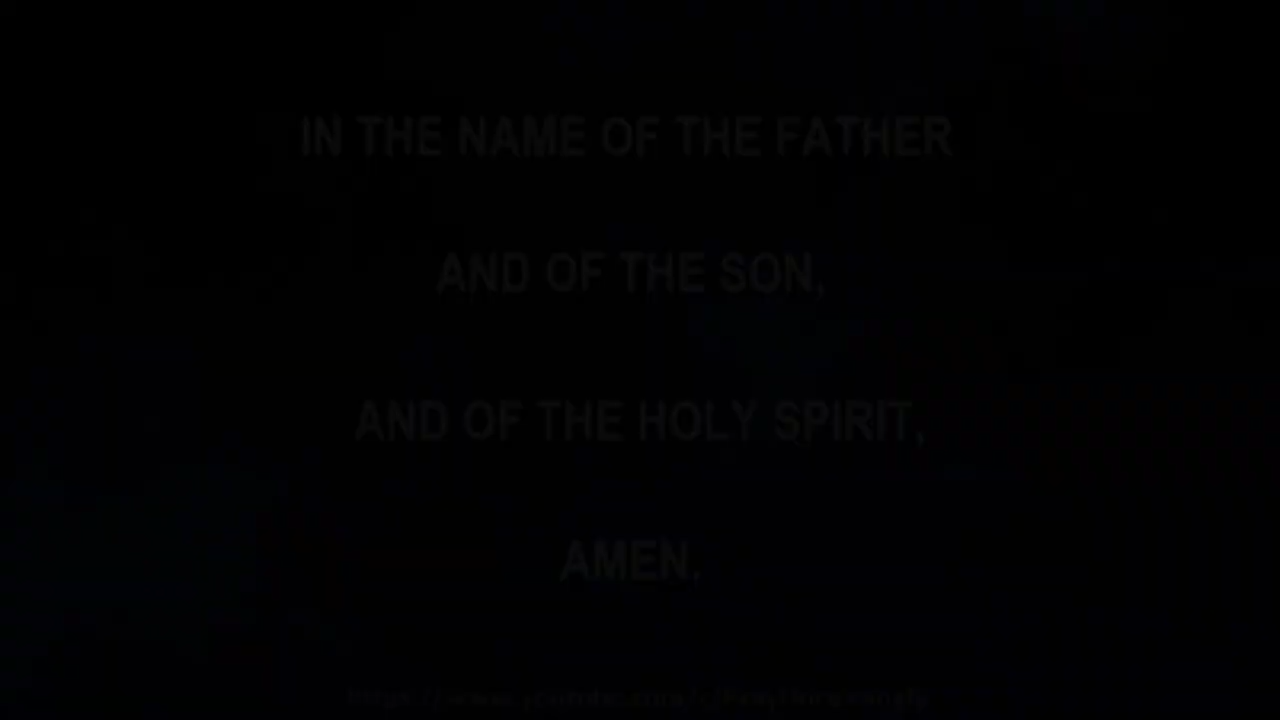 IN THE NAME OF THE FATHER
AND OF THE SON,
AND OF THE HOLY SPIRIT,
AMEN.